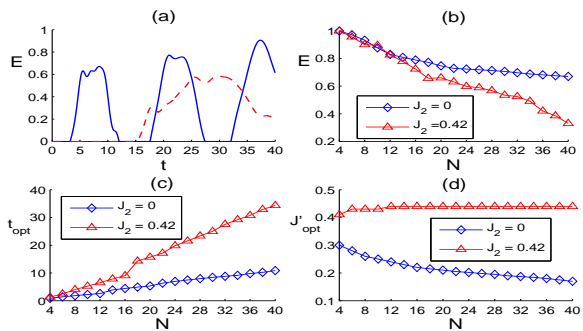 (a)
E
1
0.8
0.6
0.4
0.2
0
0 5 10 15 20 25 30 35 40
t
(b)
E
1
0.8
0.6
0.4
0.2
4 8 12 16 20 24 28 32 36 40
N
J2 = 0
J2 =0.42
(c)
topt
40
30
20
10
0
4 8 12 16 20 24 28 32 36 40
N
J2 = 0
J2 = 0.42
(d)
J'opt
0.5
0.4
0.3
0.2
0.1
4 8 12 16 20 24 28 32 36 40
N
J2 = 0
J2 = 0.42